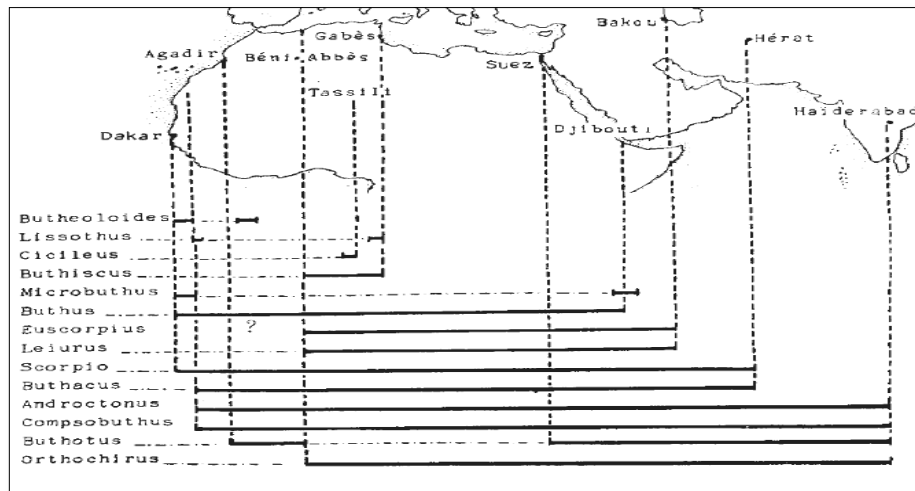 Bakou
Gabès
Hérat
Agadir
Béni-Abbès
Suez
Tassili
Haiderabad
Dakar
Djibouti
Butheoloides
Lissothus
Cicileus
Buthiscus
Microbuthus
Buthus
?
Euscorpius
Leiurus
Scorpio
Buthacus
Androctonus
Compsobuthus
Buthotus
Orthochirus